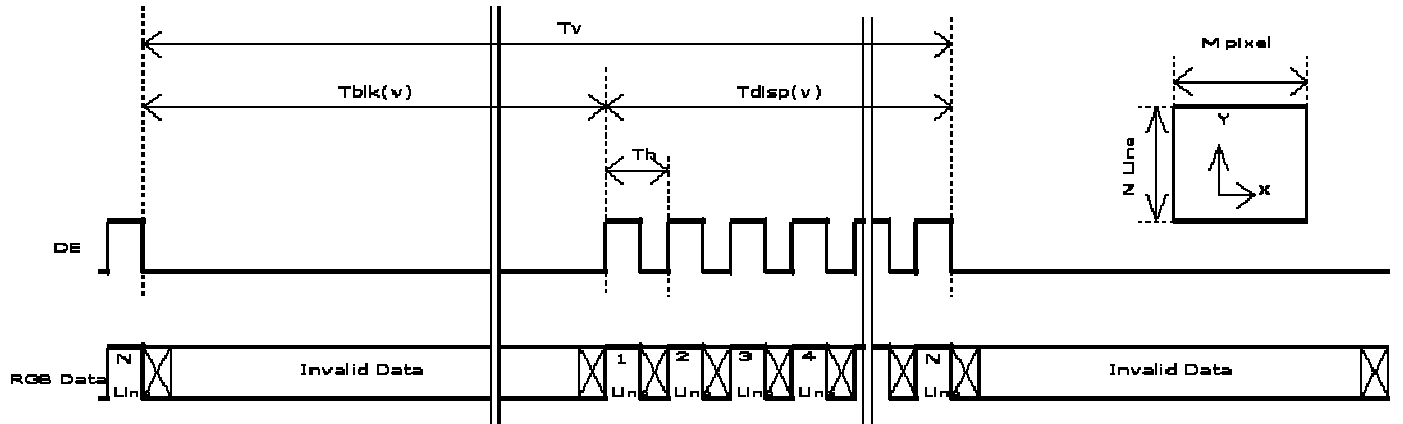 Tv
M pixel
Tblk(v)
Tdisp(v)
Th
N Line
Y
X
DE
RGB Data
N
Line
Invalid Data
1
Line
2
Line
3
Line
4
Line
N
Line
Invalid Data